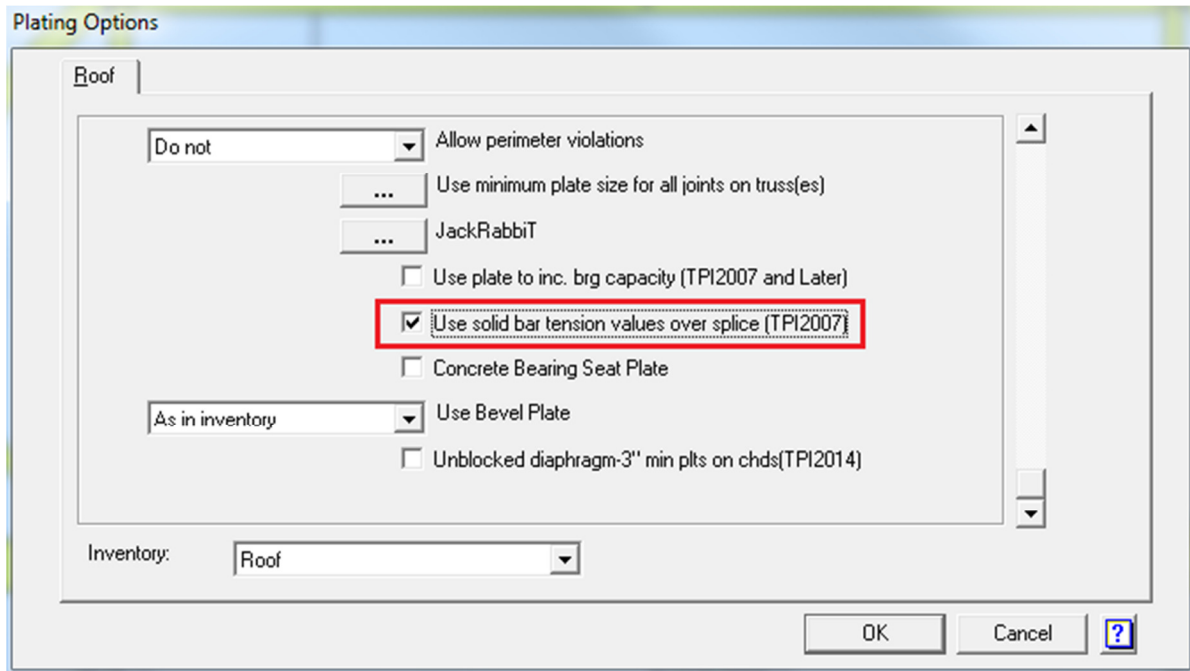 Plating Options
Roof
Do not Allow perimeter violations
... Use minimum plate size for all joints on truss(es)
... JackRabbiT
Use plate to inc. brg capacity (TPI2007 and Later)
Use solid bar tension values over splice (TPI2007)
Concrete Bearing Seat Plate
As in inventory Use Bevel Plate
Unblocked diaphragm-3" min plts on chds(TPI2014)
Inventory: Roof
OK Cancel ?